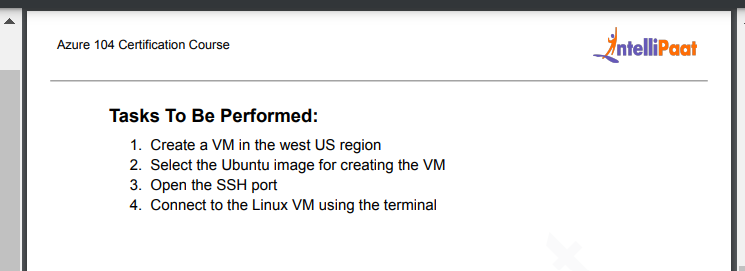 Azure 104 Certification Course
IntelliPaat
Tasks To Be Performed:
1. Create a VM in the west US region
2. Select the Ubuntu image for creating the VM
3. Open the SSH port
4. Connect to the Linux VM using the terminal